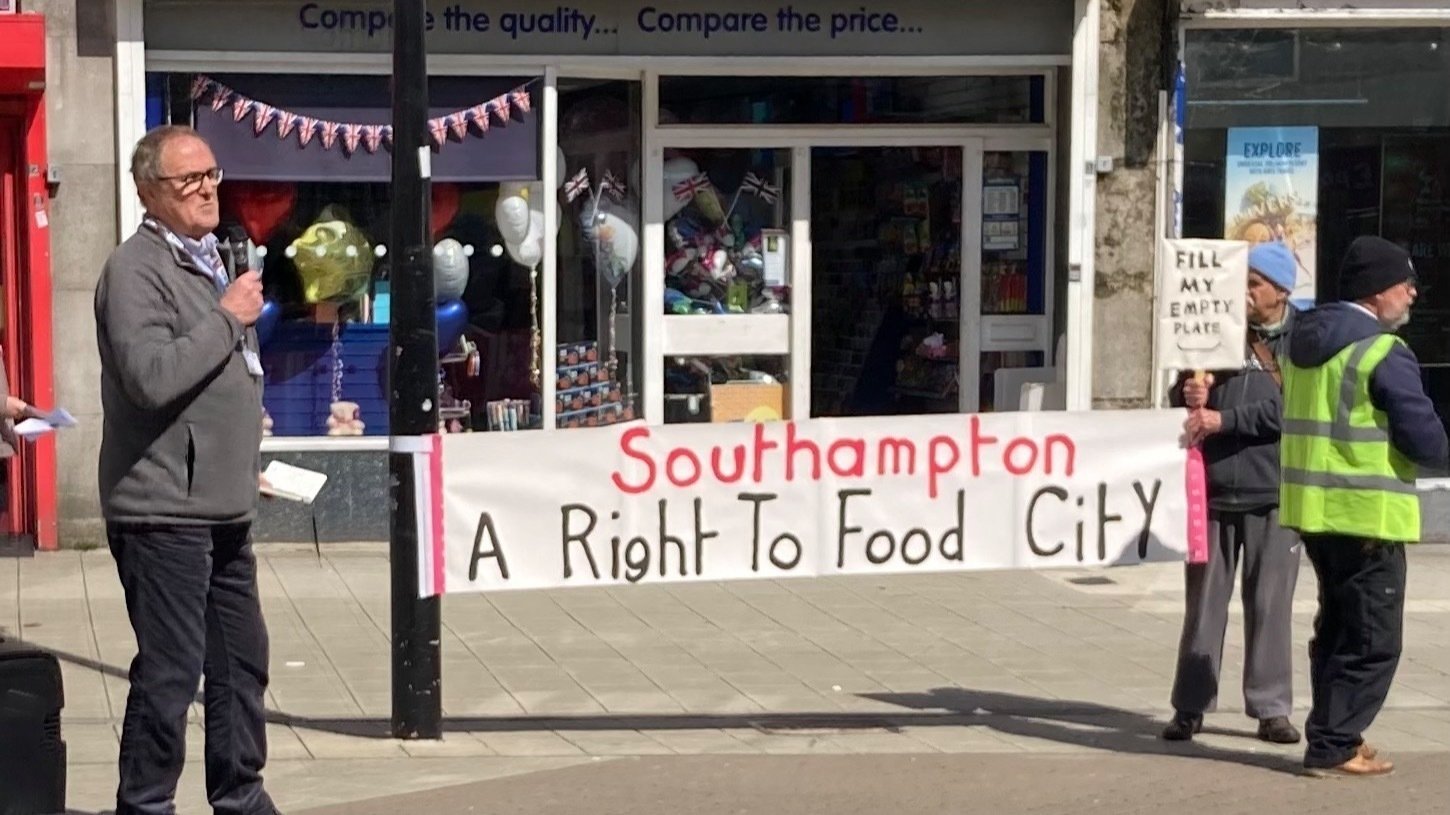 Compare the quality... Compare the price...
EXPLORE
FILL
MY
EMPTY
PLATE
Southampton
A Right To Food City